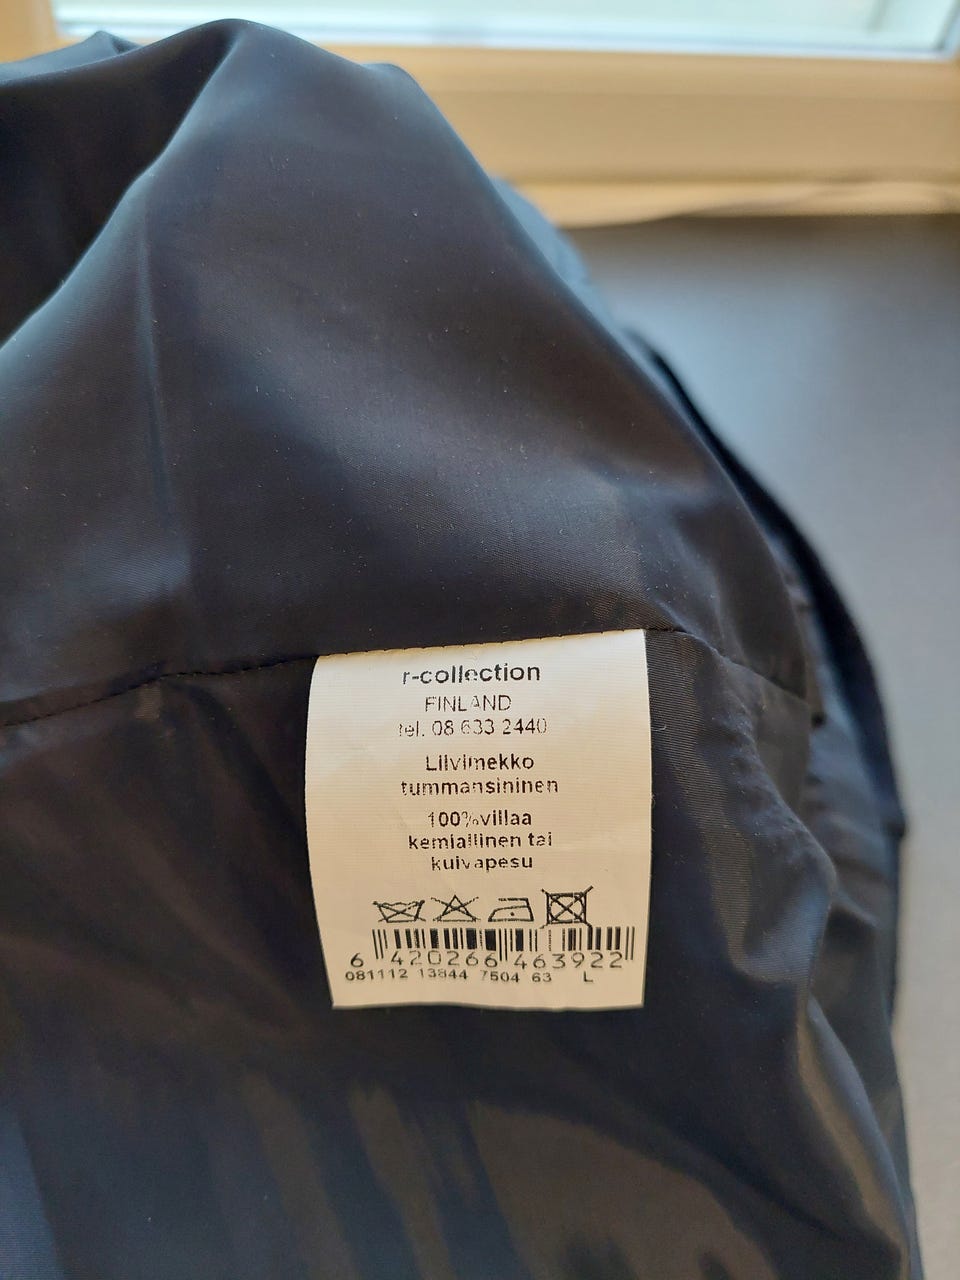 r-collection
FINLAND
tel. 08 633 2440
Liivimekko
tummansininen
100% villaa
kemiallinen tai
kuivapesu
6 420266 463922
081112 13844 7504 63 L